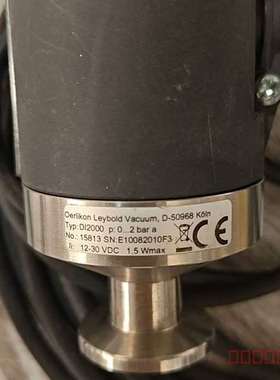 Oerlikon Leybold Vacuum, D-50968 Köln
Typ:DI2000 p: 0...2 bar a
No.: 15813 SN:E10082010F3
12-30 VDC 1.5 Wmax
CE